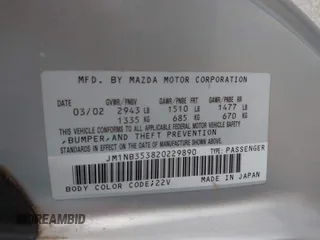 MFD. BY MAZDA MOTOR CORPORATION
DATE GVWR/PNBV GAWR/PNBE FR GAWR/PNBE RR
03/02 2943 LB 1510 LB 1477 LB
1335 KG 685 KG 670 KG
THIS VEHICLE CONFORMS TO ALL APPLICABLE
FEDERAL MOTOR VEHICLE SAFETY,
,BUMPER,AND THEFT PREVENTION
STANDARDS IN EFFECT ON THE DATE OF
MANUFACTURE SHOWN ABOVE.
JM1NB353820229890 TYPE:PASSENGER
BODY COLOR CODE:22V MADE IN JAPAN
DREAMBID